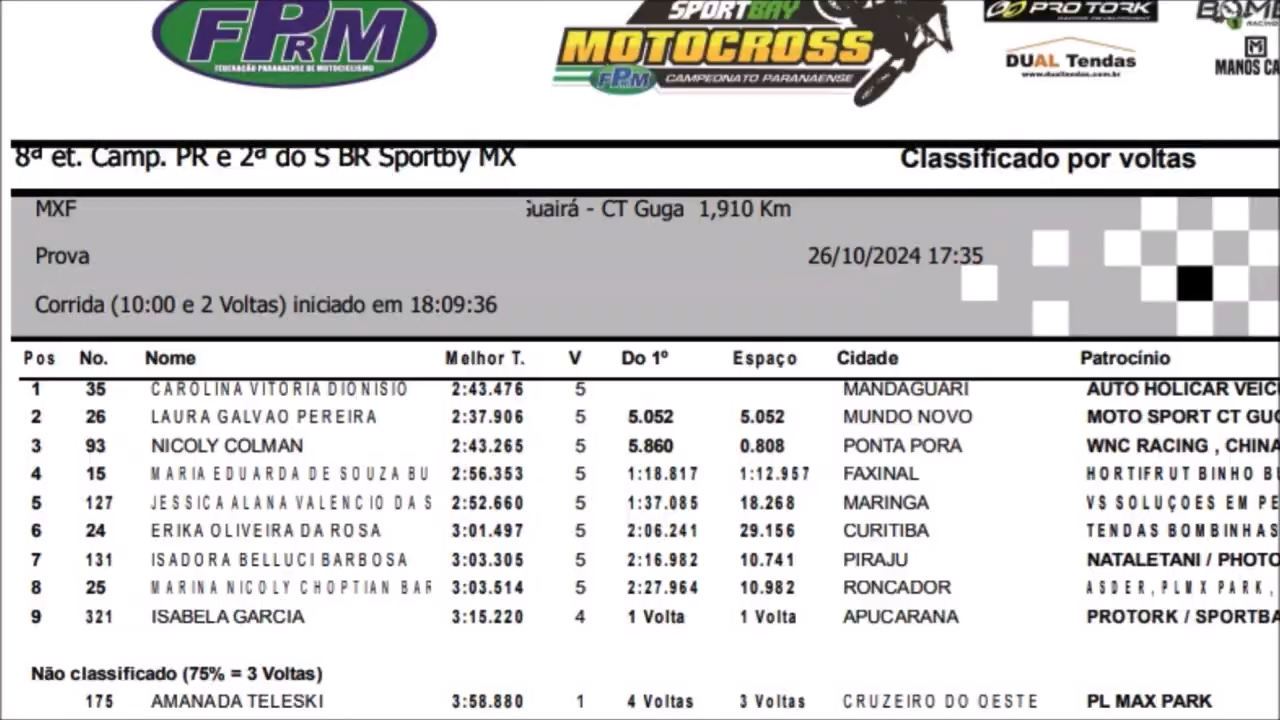 FPRM
FEDERAÇÃO PARANAENSE DE MOTOCICLISMO
SPORTBAY
MOTOCROSS
FPRM CAMPEONATO PARANAENSE
PRO TORK
RACING DEVELOPMENT
DUAL Tendas
www.dualtendas.com.br
MANOS CA
8ª et. Camp. PR e 2ª do S BR Sportby MX Classificado por voltas
MXF Guairá - CT Guga 1,910 Km
Prova 26/10/2024 17:35
Corrida (10:00 e 2 Voltas) iniciado em 18:09:36
Pos No. Nome Melhor T. V Do 1º Espaço Cidade Patrocínio
1 35 CAROLINA VITORIA DIONISIO 2:43.476 5 MANDAGUARI AUTO HOLICAR VEIC
2 26 LAURA GALVAO PEREIRA 2:37.906 5 5.052 5.052 MUNDO NOVO MOTO SPORT CT GUG
3 93 NICOLY COLMAN 2:43.265 5 5.860 0.808 PONTA PORA WNC RACING , CHINA
4 15 MARIA EDUARDA DE SOUZA BU 2:56.353 5 1:18.817 1:12.957 FAXINAL HORTIFRUT BINHO BU
5 127 JESSICA ALANA VALENCIO DA S 2:52.660 5 1:37.085 18.268 MARINGA VS SOLUÇOES EM PE
6 24 ERIKA OLIVEIRA DA ROSA 3:01.497 5 2:06.241 29.156 CURITIBA TENDAS BOMBINHAS
7 131 ISADORA BELLUCI BARBOSA 3:03.305 5 2:16.982 10.741 PIRAJU NATALETANI / PHOTO
8 25 MARINA NICOLY CHOPTIAN BAR 3:03.514 5 2:27.964 10.982 RONCADOR ASDER, PLMX PARK,
9 321 ISABELA GARCIA 3:15.220 4 1 Volta 1 Volta APUCARANA PROTORK / SPORTBA
Não classificado (75% = 3 Voltas)
175 AMANADA TELESKI 3:58.880 1 4 Voltas 3 Voltas CRUZEIRO DO OESTE PL MAX PARK